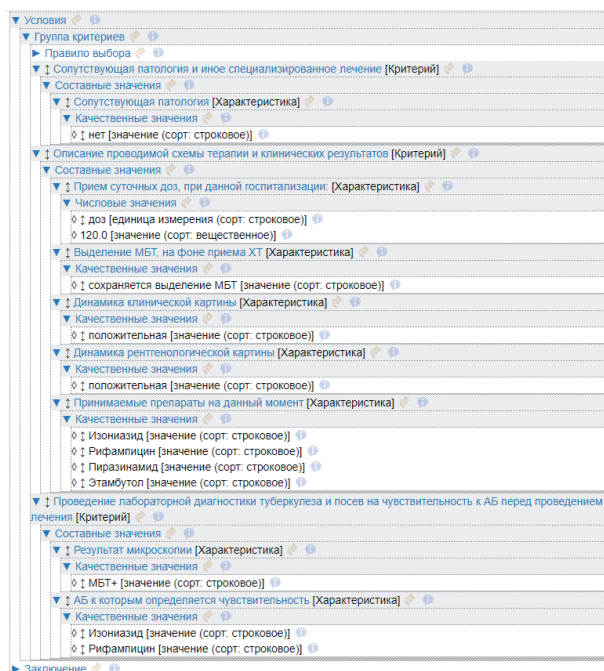 Условия
Группа критериев
Правило выбора
Сопутствующая патология и иное специализированное лечение [Критерий]
Составные значения
Сопутствующая патология [Характеристика]
Качественные значения
нет [значение (сорт: строковое)]
Описание проводимой схемы терапии и клинических результатов [Критерий]
Составные значения
Прием суточных доз, при данной госпитализации: [Характеристика]
Числовые значения
доз [единица измерения (сорт: строковое)]
120.0 [значение (сорт: вещественное)]
Выделение МБТ, на фоне приема ХТ [Характеристика]
Качественные значения
сохраняется выделение МБТ [значение (сорт: строковое)]
Динамика клинической картины [Характеристика]
Качественные значения
положительная [значение (сорт: строковое)]
Динамика рентгенологической картины [Характеристика]
Качественные значения
положительная [значение (сорт: строковое)]
Принимаемые препараты на данный момент [Характеристика]
Качественные значения
Изониазид [значение (сорт: строковое)]
Рифампицин [значение (сорт: строковое)]
Пиразинамид [значение (сорт: строковое)]
Этамбутол [значение (сорт: строковое)]
Проведение лабораторной диагностики туберкулеза и посев на чувствительность к АБ перед проведением
лечения [Критерий]
Составные значения
Результат микроскопии [Характеристика]
Качественные значения
МБТ+ [значение (сорт: строковое)]
АБ к которым определяется чувствительность [Характеристика]
Качественные значения
Изониазид [значение (сорт: строковое)]
Рифампицин [значение (сорт: строковое)]
Заключение